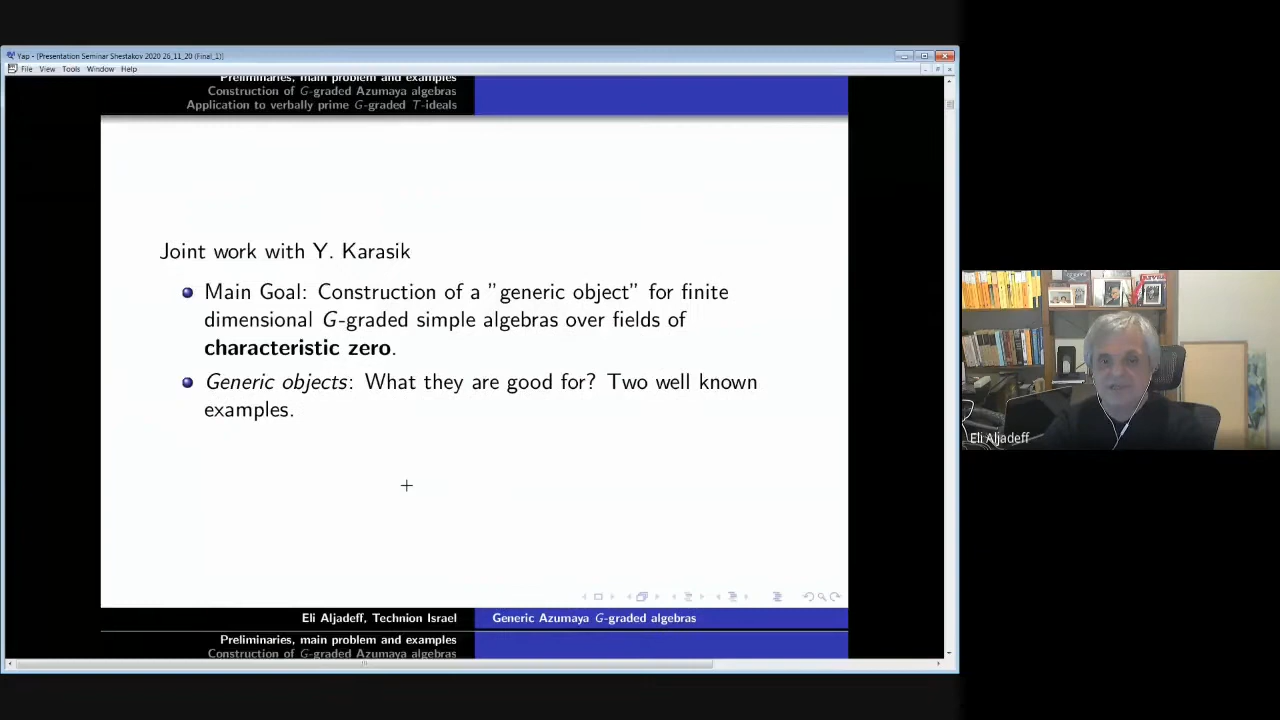 Yap - [Presentation Seminar Shestakov 2020 26_11_20 (Final_1)]
File View Tools Window Help
Preliminaries, main problem and examples
Construction of G-graded Azumaya algebras
Application to verbally prime G-graded T-ideals
Joint work with Y. Karasik
Main Goal: Construction of a "generic object" for finite
dimensional G-graded simple algebras over fields of
characteristic zero.
Generic objects: What they are good for? Two well known
examples.
Eli Aljadeff
Eli Aljadeff, Technion Israel
Generic Azumaya G-graded algebras
Preliminaries, main problem and examples
Construction of G-graded Azumaya algebras